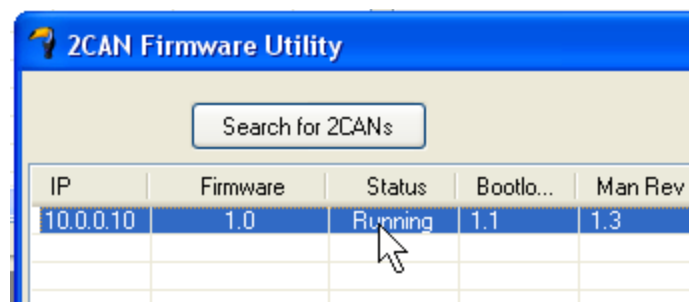 2CAN Firmware Utility
Search for 2CANs
IP Firmware Status Bootlo... Man Rev
10.0.0.10 1.0 Running 1.1 1.3